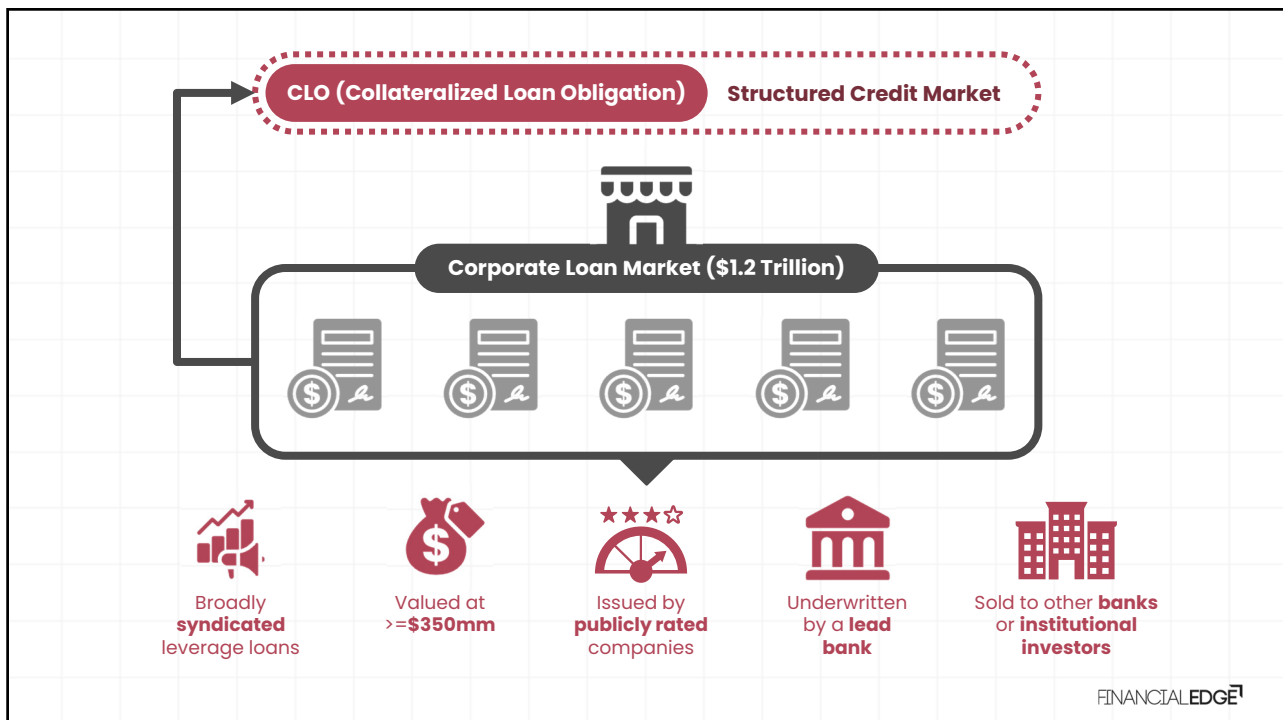 CLO (Collateralized Loan Obligation) Structured Credit Market
Corporate Loan Market ($1.2 Trillion)
$ $ $ $ $
$
Broadly
syndicated
leverage loans
Valued at
>=$350mm
Issued by
publicly rated
companies
Underwritten
by a lead
bank
Sold to other banks
or institutional
investors
FINANCIALEDGE